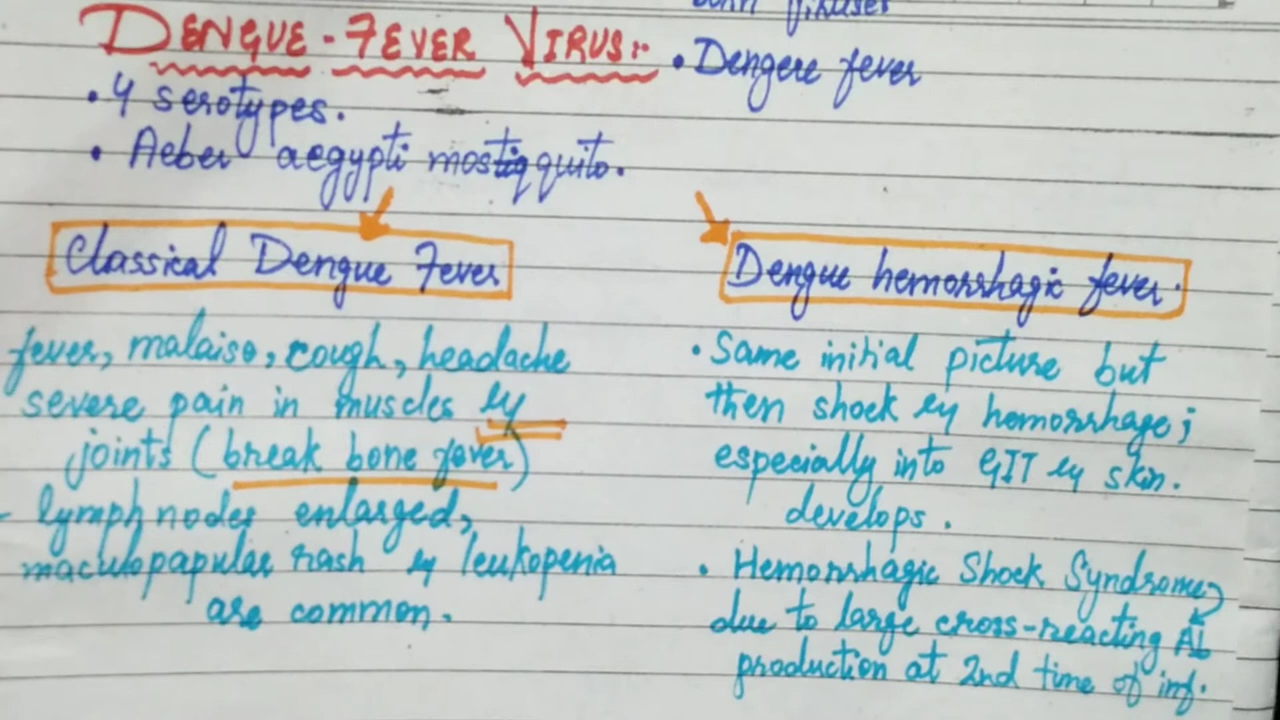 DENGUE-FEVER VIRUS:-
• 4 serotypes.
• Aeber aegypti mostiqquito.
• Dengere fever
Classical Dengue Fever
fever, malaise, cough, headache
severe pain in muscles &
joints (break bone fever)
- lymph nodes enlarged,
maculopapular rash & leukopenia
are common.
Dengue hemorrhagic fever.
• Same initial picture but
then shock & hemorrhage;
especially into GIT & skin.
develops.
• Hemorrhagic Shock Syndrome,
due to large cross-reacting Ab
production at 2nd time of inf.